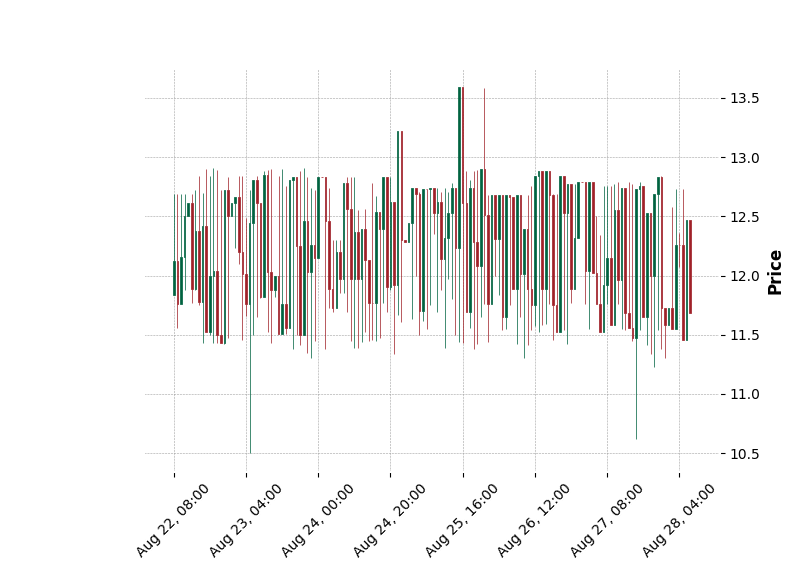 13.5
13.0
12.5
12.0
11.5
11.0
10.5
Price
Aug 22, 08:00
Aug 23, 04:00
Aug 24, 00:00
Aug 24, 20:00
Aug 25, 16:00
Aug 26, 12:00
Aug 27, 08:00
Aug 28, 04:00